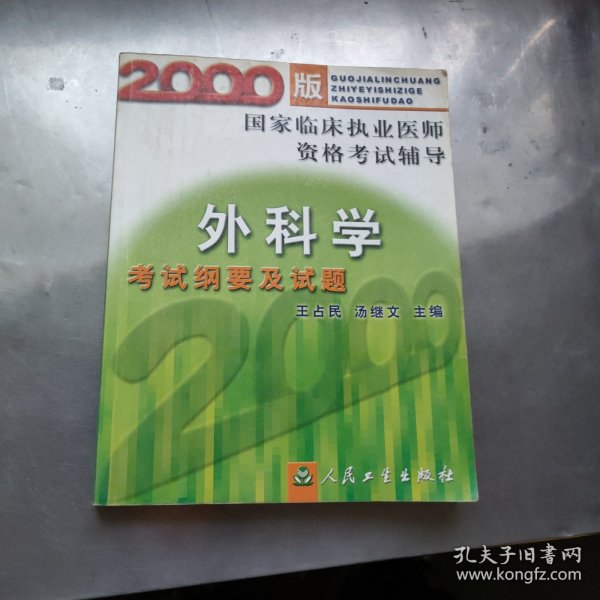 2000版
GUOJIALINCHUANG
ZHIYEYISHIZIGE
KAOSHIFUDAO
国家临床执业医师
资格考试辅导
外科学
考试纲要及试题
王占民 汤继文 主编
2000
人民卫生出版社
孔夫子旧书网
www.kongfz.com